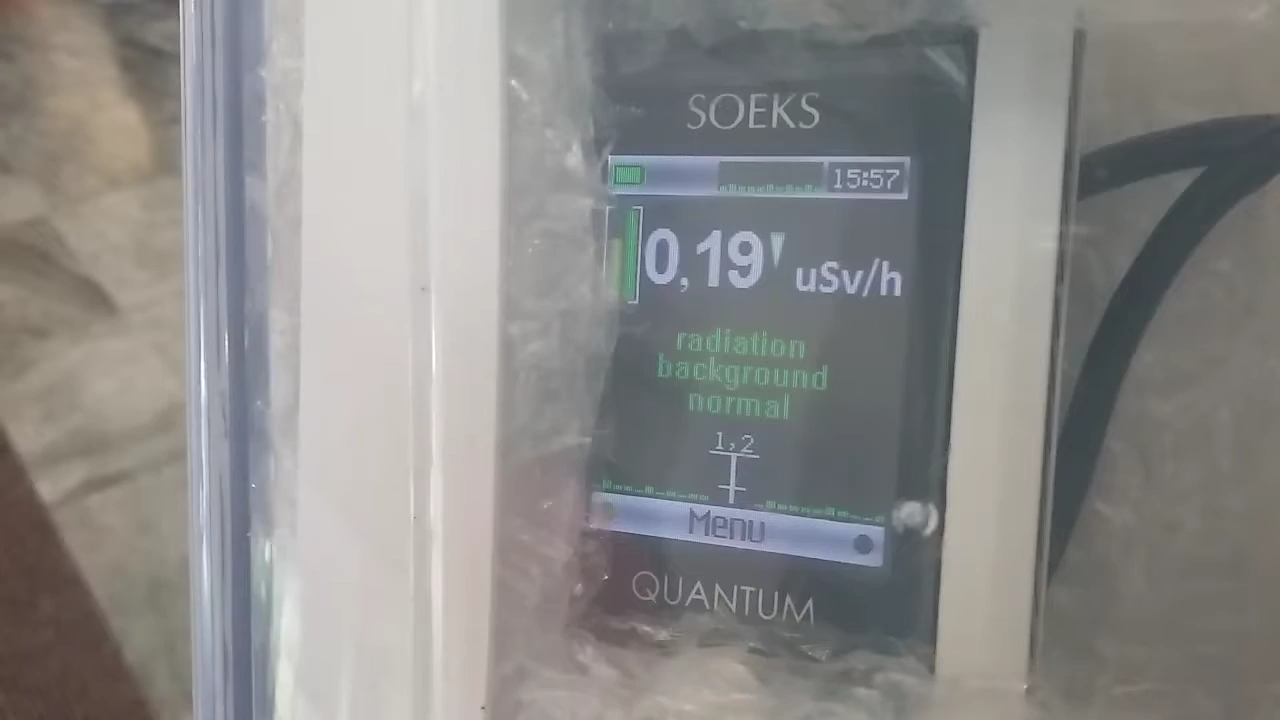 SOEKS
15:57
0,19 uSv/h
radiation
background
normal
1,2
Menu
QUANTUM